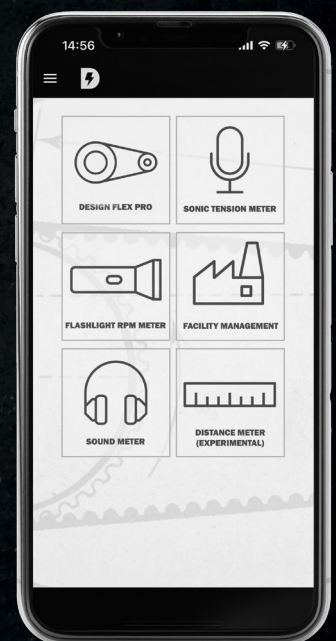 14:56
DESIGN FLEX PRO
SONIC TENSION METER
FLASHLIGHT RPM METER
FACILITY MANAGEMENT
SOUND METER
DISTANCE METER
(EXPERIMENTAL)